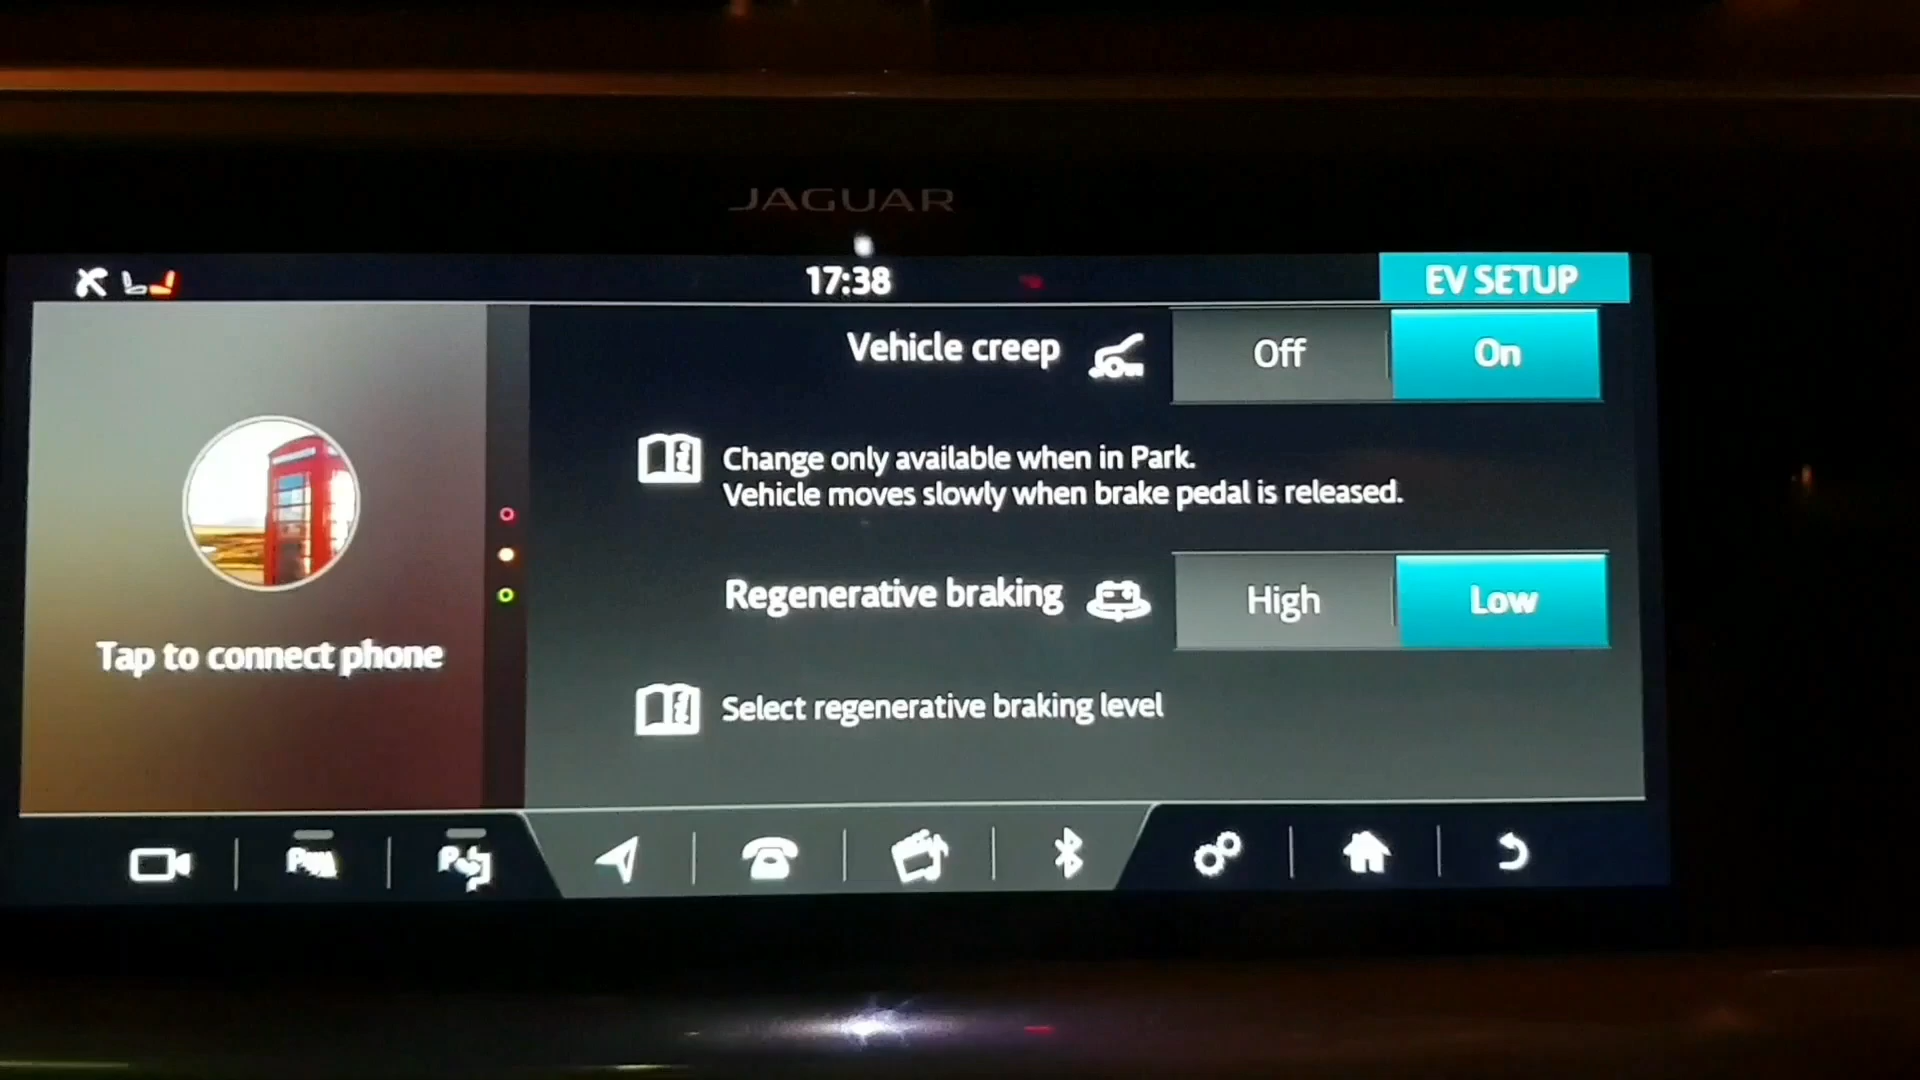 JAGUAR
17:38
EV SETUP
Vehicle creep
Off
On
Change only available when in Park.
Vehicle moves slowly when brake pedal is released.
Regenerative braking
High
Low
Select regenerative braking level
Tap to connect phone